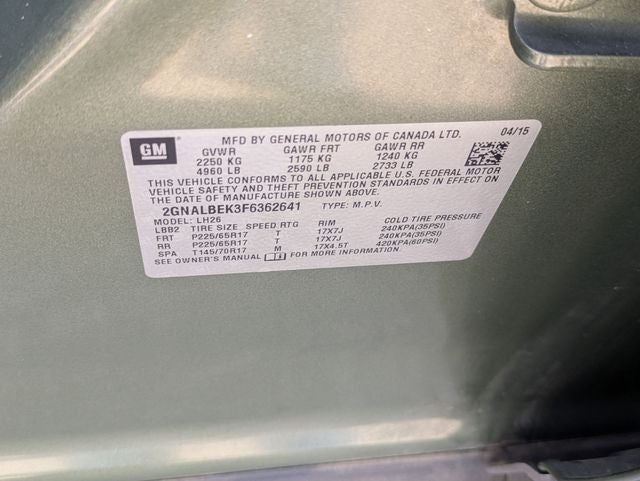 GM
MFD BY GENERAL MOTORS OF CANADA LTD. 04/15
GVWR GAWR FRT GAWR RR
2250 KG 1175 KG 1240 KG
4960 LB 2590 LB 2733 LB
THIS VEHICLE CONFORMS TO ALL APPLICABLE U.S. FEDERAL MOTOR
VEHICLE SAFETY AND THEFT PREVENTION STANDARDS IN EFFECT ON
THE DATE OF MANUFACTURE SHOWN ABOVE.
2GNALBEK3F6362641 TYPE: M.P.V.
MODEL: LH26
LBB2 TIRE SIZE SPEED RTG RIM COLD TIRE PRESSURE
FRT P225/65R17 T 17X7J 240KPA(35PSI)
RR P225/65R17 T 17X7J 240KPA(35PSI)
SPA T145/70R17 M 17X4.5T 420KPA(60PSI)
SEE OWNER'S MANUAL FOR MORE INFORMATION.